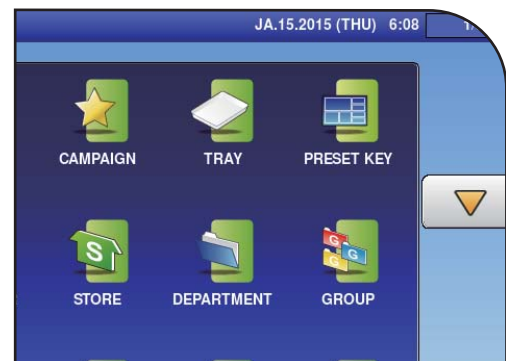 JA.15.2015 (THU) 6:08
CAMPAIGN TRAY PRESET KEY
S
G
G
G
STORE DEPARTMENT GROUP